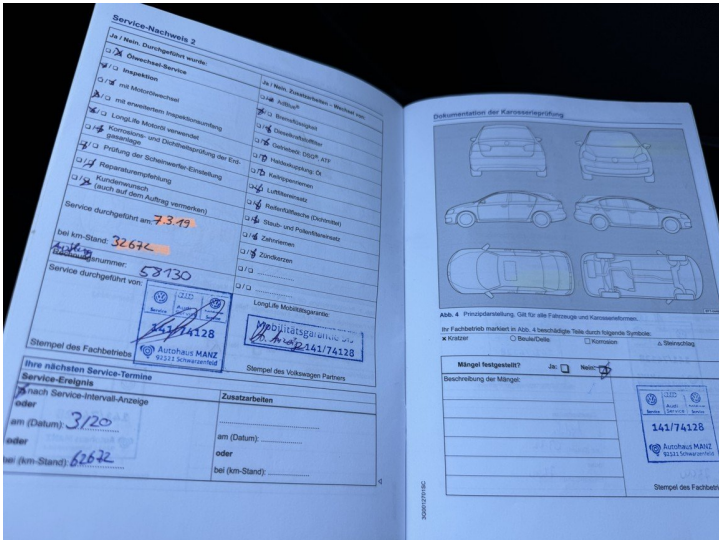 Service-Nachweis 2
Ja / Nein. Durchgeführt wurde:
Ölwechsel-Service
Inspektion
mit Motorölwechsel
mit erweitertem Inspektionsumfang
LongLife Motoröl verwendet
Korrosions- und Dichtheitsprüfung der Erd-
gasanlage
Prüfung der Scheinwerfer-Einstellung
Reparaturempfehlung
Kundenwunsch
(auch auf dem Auftrag vermerken)
Service durchgeführt am: 7.3.19
bei km-Stand: 32672
58130
Service durchgeführt von:
Service
Service
141/74128
Autohaus MANZ
92521 Schwarzenfeld
Stempel des Fachbetriebs
Ja / Nein. Zusatzarbeiten – Wechsel von:
AdBlue®
Bremsflüssigkeit
Dieselkraftstofffilter
Getriebeöl: DSG®, ATF
Haldexkupplung: Öl
Keilrippenriemen
Luftfiltereinsatz
Reifenfüllflasche (Dichtmittel)
Staub- und Pollenfiltereinsatz
Zahnriemen
Zündkerzen
LongLife Mobilitätsgarantie:
Mobilitätsgarantie bis
141/74128
Stempel des Volkswagen Partners
Ihre nächsten Service-Termine
Service-Ereignis
nach Service-Intervall-Anzeige
oder
am (Datum): 3/20
oder
bei (km-Stand): 62672
Zusatzarbeiten
am (Datum):
oder
bei (km-Stand):
Dokumentation der Karosserieprüfung
Abb. 4 Prinzipdarstellung. Gilt für alle Fahrzeuge und Karosserieformen.
Ihr Fachbetrieb markiert in Abb. 4 beschädigte Teile durch folgende Symbole.
x Kratzer
Beule/Delle
Korrosion
Steinschlag
Mängel festgestellt? Ja: Nein:
Beschreibung der Mängel:
Service
Audi
Service
Service
141/74128
Autohaus MANZ
92521 Schwarzenfeld
Stempel des Fachbetriebs